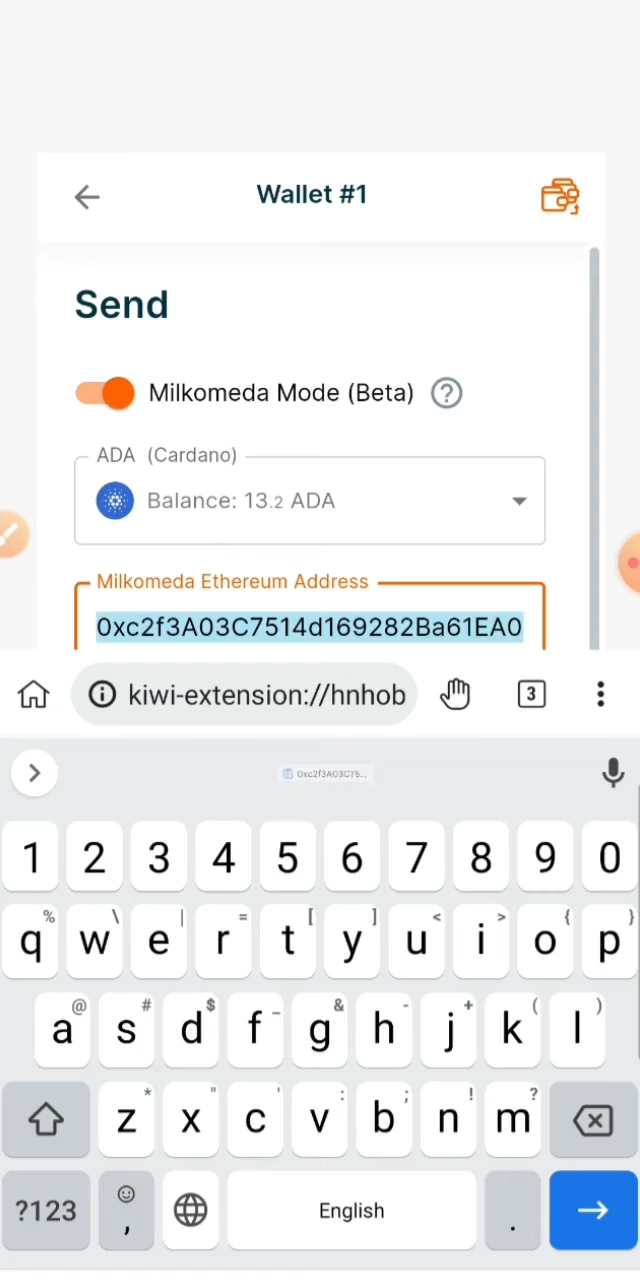 Wallet #1
Send
Milkomeda Mode (Beta) ?
ADA (Cardano)
Balance: 13.2 ADA
Milkomeda Ethereum Address
0xc2f3A03C7514d169282Ba61EA0
kiwi-extension://hnhob
3
0xc2f3A03C75...
1 2 3 4 5 6 7 8 9 0
% \ | = [ ] < > { }
q w e r t y u i o p
@ # $ _ & - + ( )
a s d f g h j k l
* " ' : ; ! ?
z x c v b n m
?123 , English .